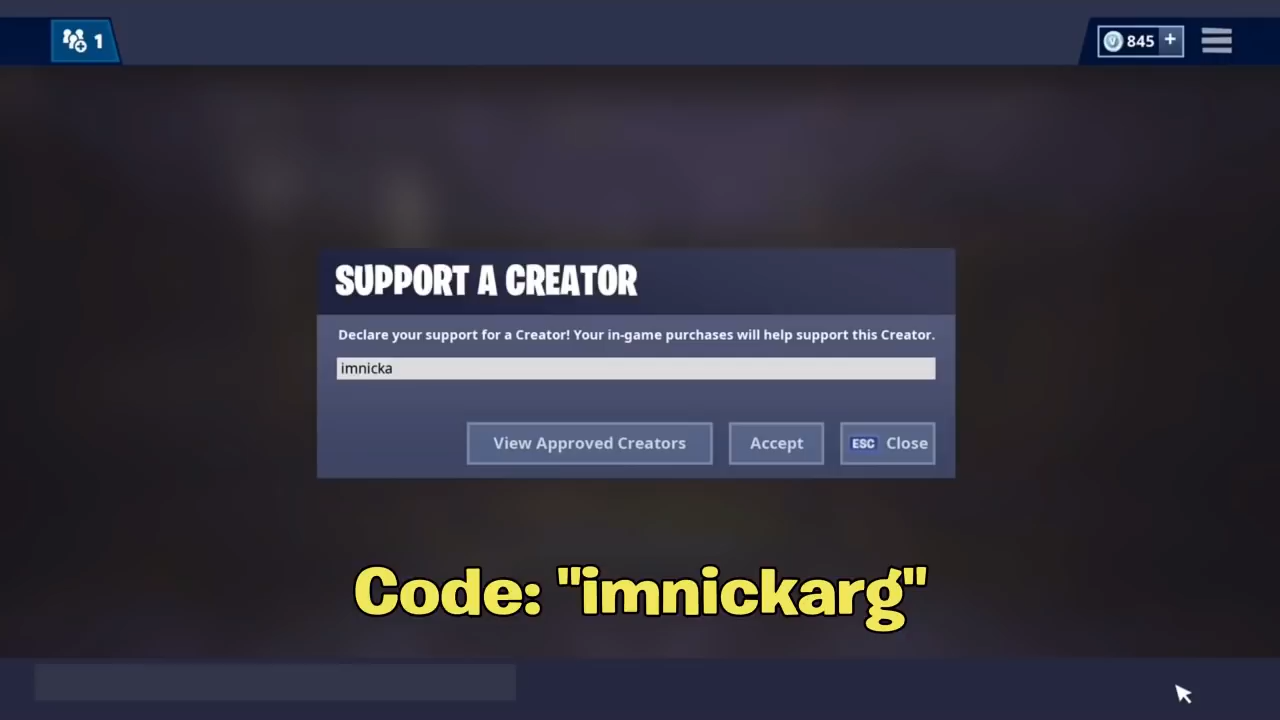 1
845 +
SUPPORT A CREATOR
Declare your support for a Creator! Your in-game purchases will help support this Creator.
imnicka
View Approved Creators
Accept
ESC Close
Code: "imnickarg"